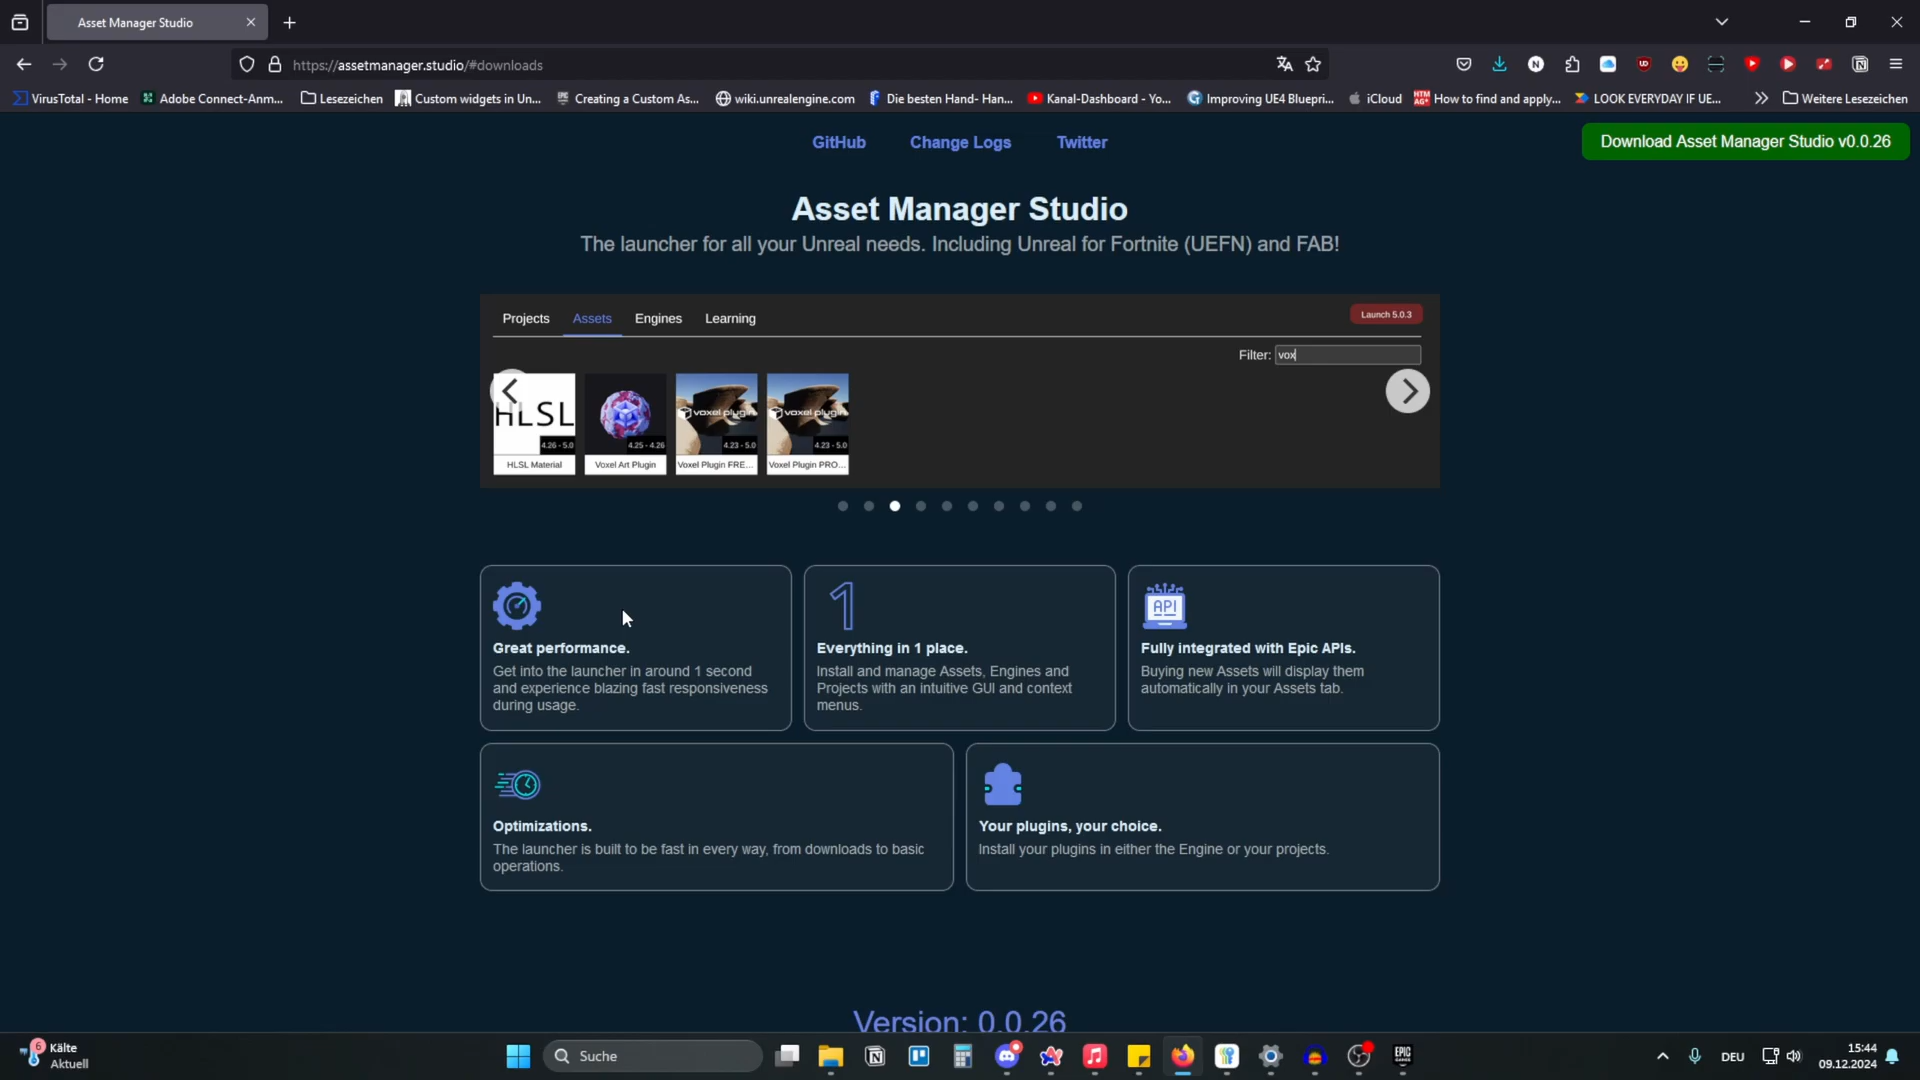 Asset Manager Studio
https://assetmanager.studio/#downloads
VirusTotal - Home
Adobe Connect-Anm...
Lesezeichen
Custom widgets in Un...
Creating a Custom As...
wiki.unrealengine.com
Die besten Hand- Han...
Kanal-Dashboard - Yo...
Improving UE4 Bluepri...
iCloud
How to find and apply...
LOOK EVERYDAY IF UE...
Weitere Lesezeichen
GitHub
Change Logs
Twitter
Download Asset Manager Studio v0.0.26
Asset Manager Studio
The launcher for all your Unreal needs. Including Unreal for Fortnite (UEFN) and FAB!
Projects
Assets
Engines
Learning
Launch 5.0.3
Filter: vox
HLSL
voxel plugin
voxel plugin
4.26 - 5.0
4.25 - 4.26
4.23 - 5.0
4.23 - 5.0
HLSL Material
Voxel Art Plugin
Voxel Plugin FRE...
Voxel Plugin PRO...
1
API
Great performance.
Get into the launcher in around 1 second
and experience blazing fast responsiveness
during usage.
Everything in 1 place.
Install and manage Assets, Engines and
Projects with an intuitive GUI and context
menus.
Fully integrated with Epic APIs.
Buying new Assets will display them
automatically in your Assets tab.
Optimizations.
The launcher is built to be fast in every way, from downloads to basic
operations.
Your plugins, your choice.
Install your plugins in either the Engine or your projects.
Version: 0.0.26
6
Kälte
Aktuell
Suche
EPIC
GAMES
DEU
15:44
09.12.2024